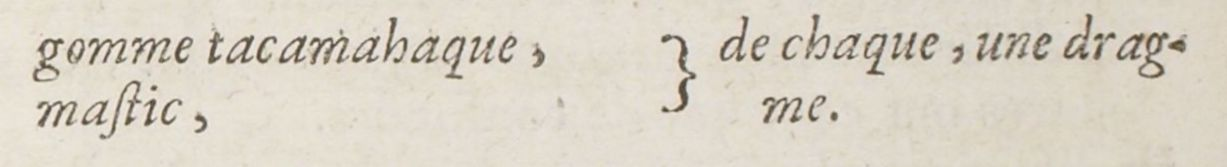 gomme tacamahaque, } de chaque, une drag-
maſtic, me.